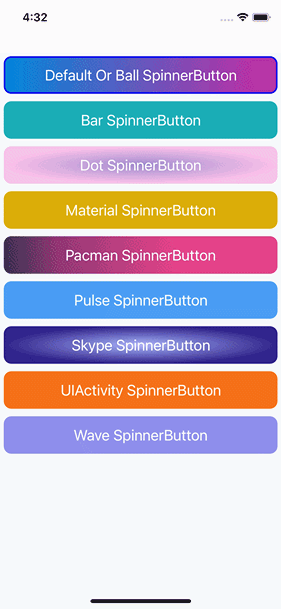 4:32
Default Or Ball SpinnerButton
Bar SpinnerButton
Dot SpinnerButton
Material SpinnerButton
Pacman SpinnerButton
Pulse SpinnerButton
Skype SpinnerButton
UIActivity SpinnerButton
Wave SpinnerButton